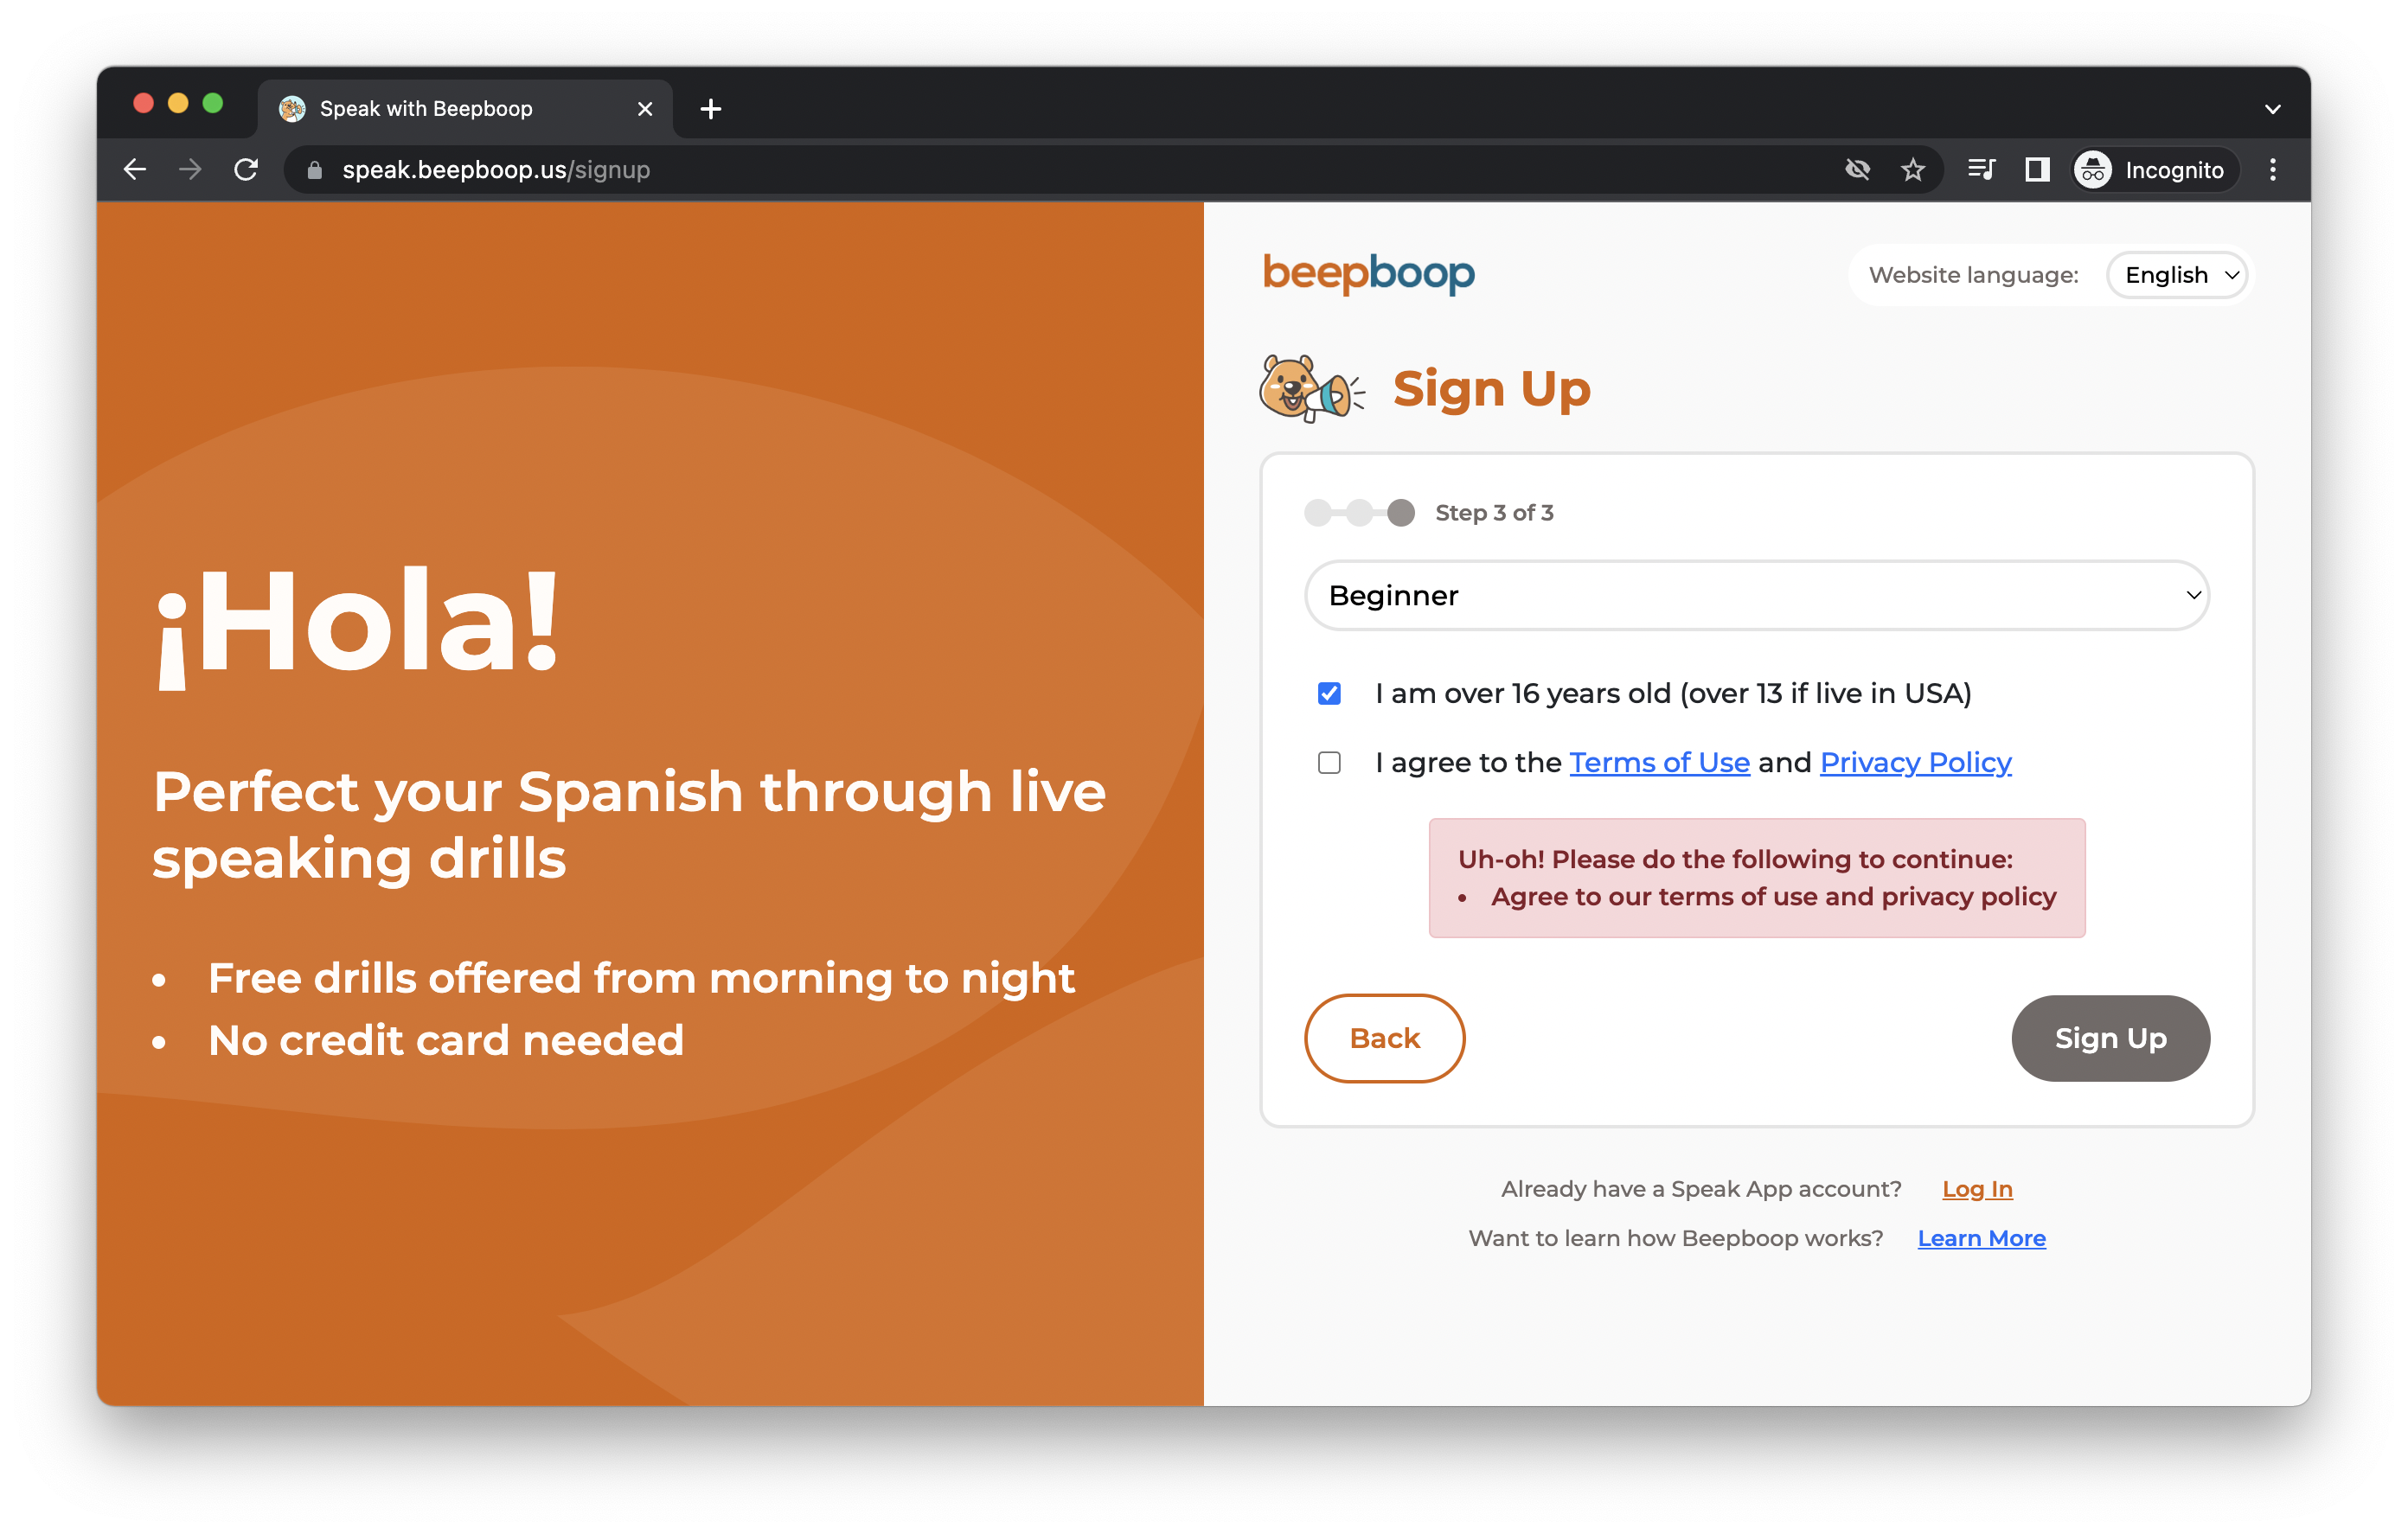 Speak with Beepboop
speak.beepboop.us/signup
Incognito
¡Hola!
Perfect your Spanish through live
speaking drills
• Free drills offered from morning to night
• No credit card needed
beepboop
Website language: English
Sign Up
Step 3 of 3
Beginner
I am over 16 years old (over 13 if live in USA)
I agree to the Terms of Use and Privacy Policy
Uh-oh! Please do the following to continue:
• Agree to our terms of use and privacy policy
Back
Sign Up
Already have a Speak App account? Log In
Want to learn how Beepboop works? Learn More